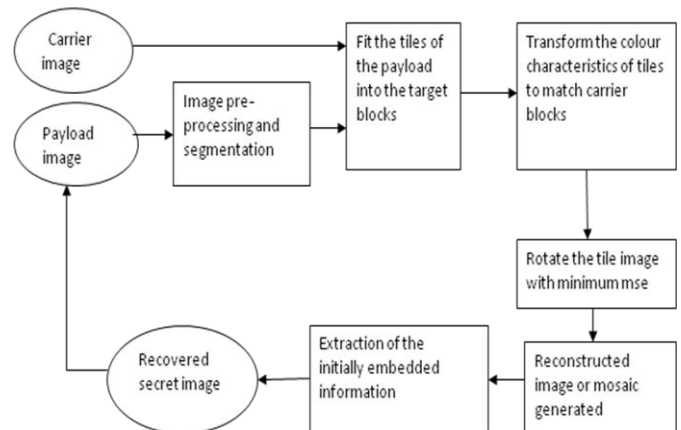 Carrier
image
Payload
image
Image pre-
processing and
segmentation
Fit the tiles of
the payload
into the target
blocks
Transform the colour
characteristics of tiles
to match carrier
blocks
Rotate the tile image
with minimum mse
Reconstructed
image or mosaic
generated
Extraction of the
initially embedded
information
Recovered
secret image